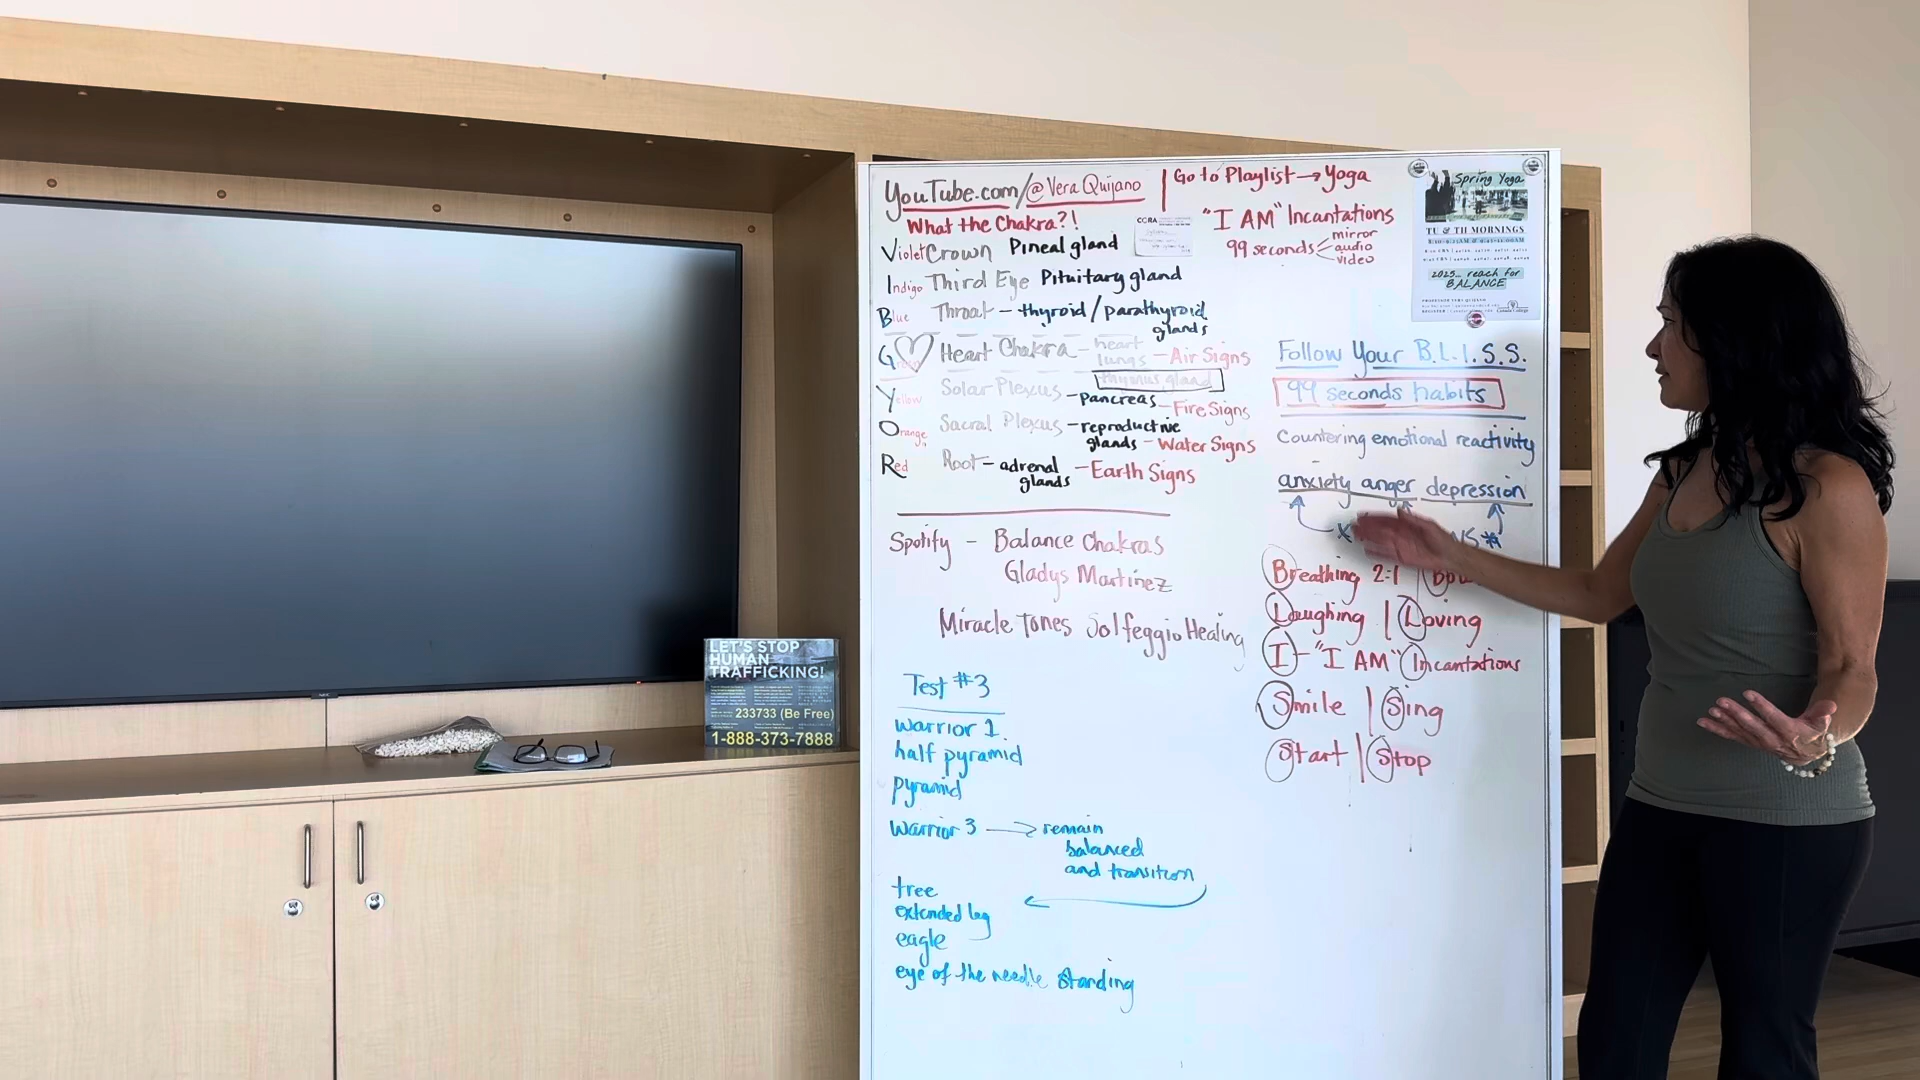 YouTube.com/@Vera Quijano
Go to Playlist → Yoga
What the Chakra?!
"I AM" Incantations
99 seconds
mirror
audio
video
CCRA
Violet Crown Pineal gland
Indigo Third Eye Pituitary gland
Blue Throat - thyroid / parathyroid
glands
Green Heart Chakra - heart
lungs - Air Signs
thymus gland
Yellow Solar Plexus - pancreas - Fire Signs
Orange Sacral Plexus - reproductive
glands - Water Signs
Red Root - adrenal
glands - Earth Signs
Spotify - Balance Chakras
Gladys Martinez
Miracle Tones Solfeggio Healing
Test #3
warrior 1
half pyramid
pyramid
warrior 3 → remain
balanced
and transition
tree
extended leg
eagle
eye of the needle standing
Spring Yoga
TU & TH MORNINGS
2025... reach for
BALANCE
Follow Your B.L.I.S.S.
99 seconds habits
Countering emotional reactivity
anxiety anger depression
Breathing 2:1 |
Laughing | Loving
I - "I AM" Incantations
Smile | Sing
Start | Stop
LET'S STOP
HUMAN
TRAFFICKING!
233733 (Be Free)
1-888-373-7888